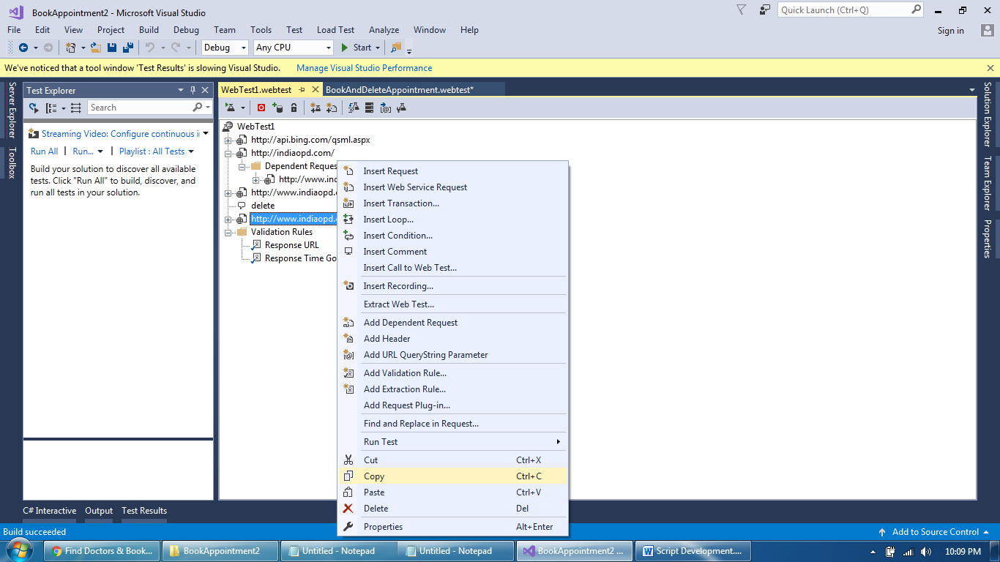 BookAppointment2 - Microsoft Visual Studio
Quick Launch (Ctrl+Q)
File Edit View Project Build Debug Team Tools Test Load Test Analyze Window Help
Sign in
Debug Any CPU Start
We've noticed that a tool window 'Test Results' is slowing Visual Studio. Manage Visual Studio Performance
Server Explorer
Toolbox
Test Explorer
Search
Streaming Video: Configure continuous i
Run All Run... Playlist : All Tests
Build your solution to discover all available
tests. Click "Run All" to build, discover, and
run all tests in your solution.
WebTest1.webtest
BookAndDeleteAppointment.webtest*
WebTest1
http://api.bing.com/qsml.aspx
http://indiaopd.com/
Dependent Reques
http://www.inc
http://www.indiaopd.
delete
http://www.indiaopd.
Validation Rules
Response URL
Response Time Go
Insert Request
Insert Web Service Request
Insert Transaction...
Insert Loop...
Insert Condition...
Insert Comment
Insert Call to Web Test...
Insert Recording...
Extract Web Test...
Add Dependent Request
Add Header
Add URL QueryString Parameter
Add Validation Rule...
Add Extraction Rule...
Add Request Plug-in...
Find and Replace in Request...
Run Test
Cut Ctrl+X
Copy Ctrl+C
Paste Ctrl+V
Delete Del
Properties Alt+Enter
Solution Explorer
Team Explorer
Properties
C# Interactive Output Test Results
Build succeeded
Add to Source Control
Find Doctors & Book...
BookAppointment2
Untitled - Notepad
Untitled - Notepad
BookAppointment2 ...
Script Development....
10:09 PM